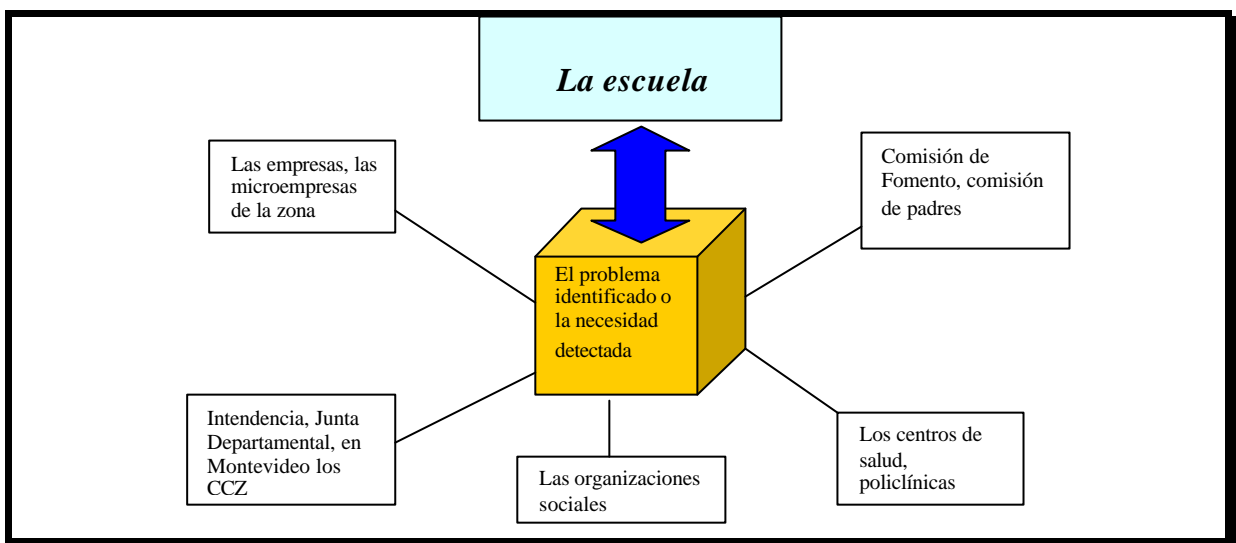 La escuela
Las empresas, las
microempresas
de la zona
Comisión de
Fomento, comisión
de padres
El problema
identificado o
la necesidad
detectada
Intendencia, Junta
Departamental, en
Montevideo los
CCZ
Las organizaciones
sociales
Los centros de
salud,
policlínicas